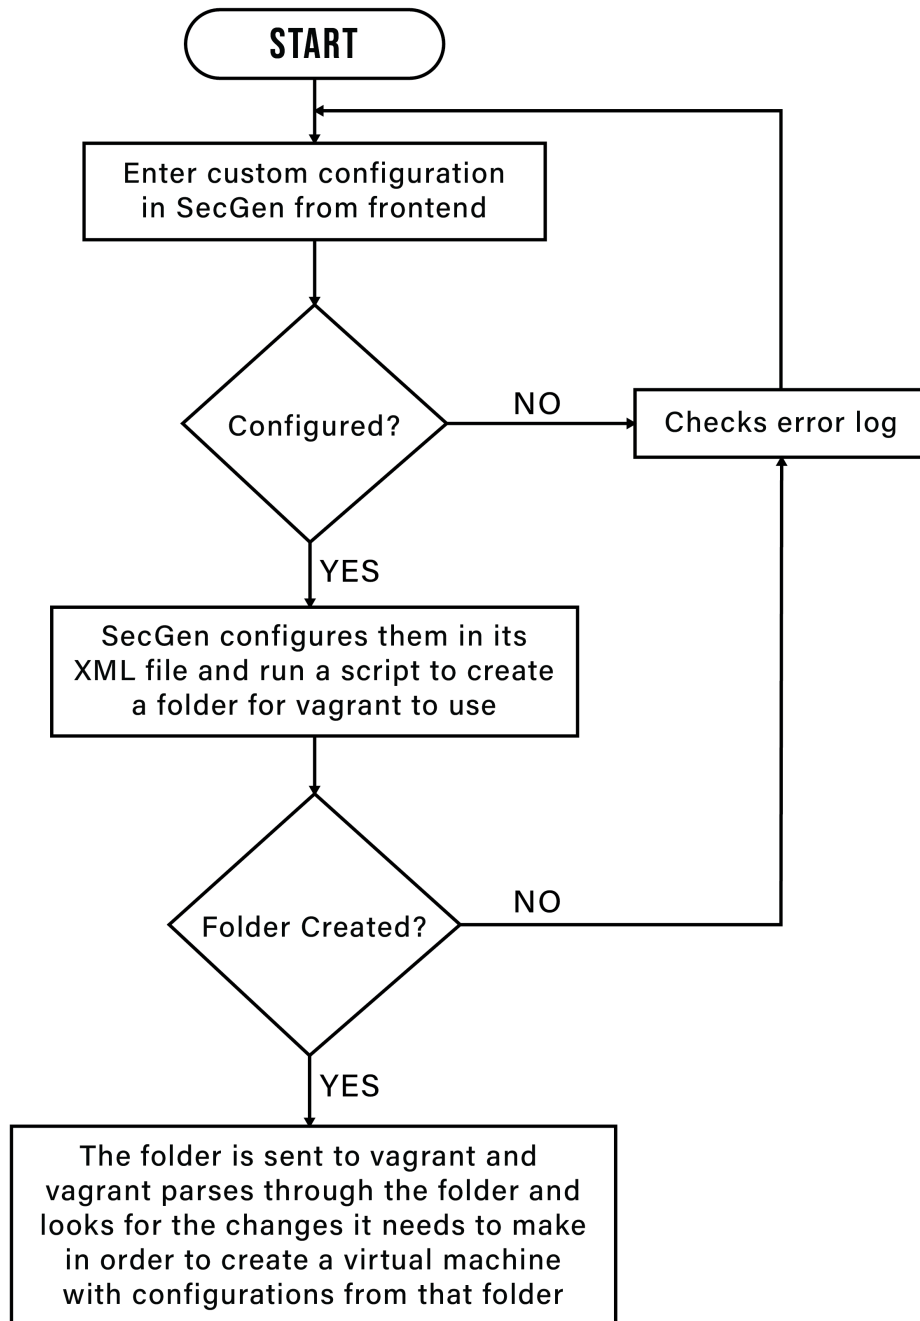 START
Enter custom configuration
in SecGen from frontend
Configured?
NO
Checks error log
YES
SecGen configures them in its
XML file and run a script to create
a folder for vagrant to use
Folder Created?
NO
YES
The folder is sent to vagrant and
vagrant parses through the folder and
looks for the changes it needs to make
in order to create a virtual machine
with configurations from that folder